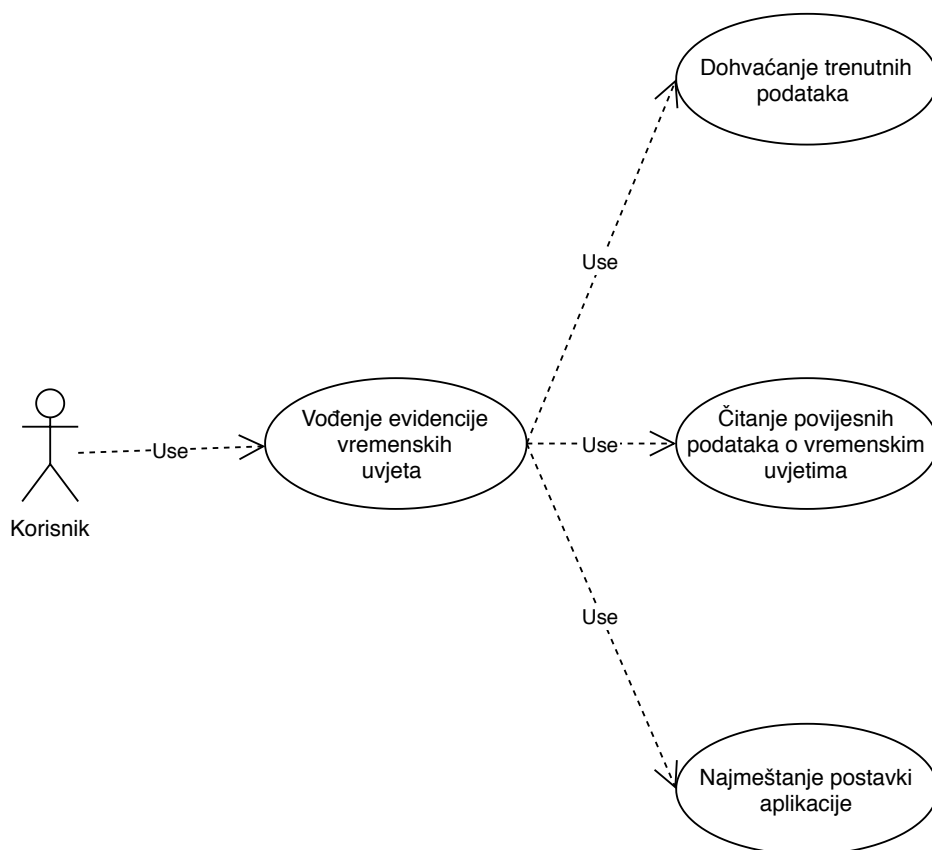 Dohvaćanje trenutnih
podataka
Use
Korisnik
Use
Vođenje evidencije
vremenskih
uvjeta
Use
Čitanje povijesnih
podataka o vremenskim
uvjetima
Use
Najmeštanje postavki
aplikacije